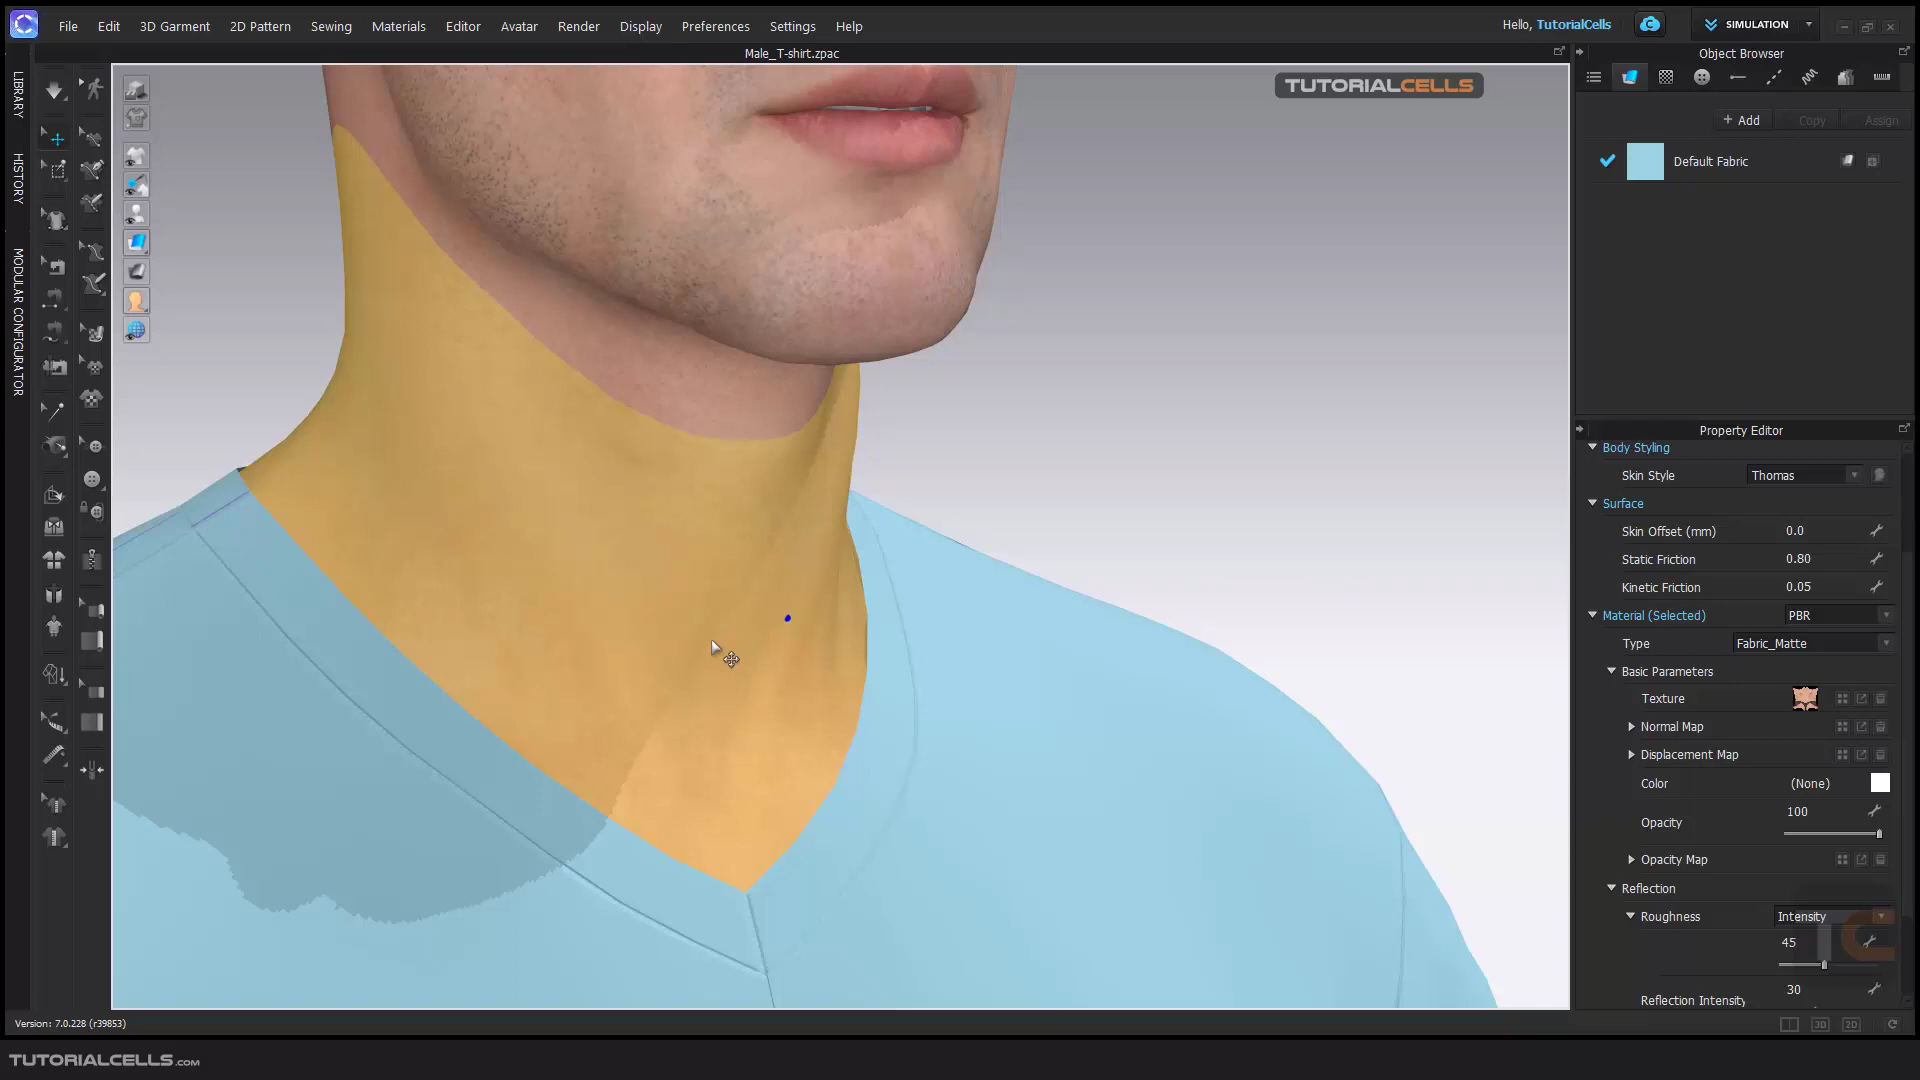 File Edit 3D Garment 2D Pattern Sewing Materials Editor Avatar Render Display Preferences Settings Help
Hello, TutorialCells
SIMULATION
Male_T-shirt.zpac
Object Browser
LIBRARY
HISTORY
MODULAR CONFIGURATOR
TUTORIALCELLS
+ Add Copy Assign
Default Fabric
Property Editor
Body Styling
Skin Style Thomas
Surface
Skin Offset (mm) 0.0
Static Friction 0.80
Kinetic Friction 0.05
Material (Selected) PBR
Type Fabric_Matte
Basic Parameters
Texture
Normal Map
Displacement Map
Color (None)
100
Opacity
Opacity Map
Reflection
Roughness Intensity
45
30
Reflection Intensity
Version: 7.0.228 (r39853)
3D 2D
TUTORIALCELLS.COM